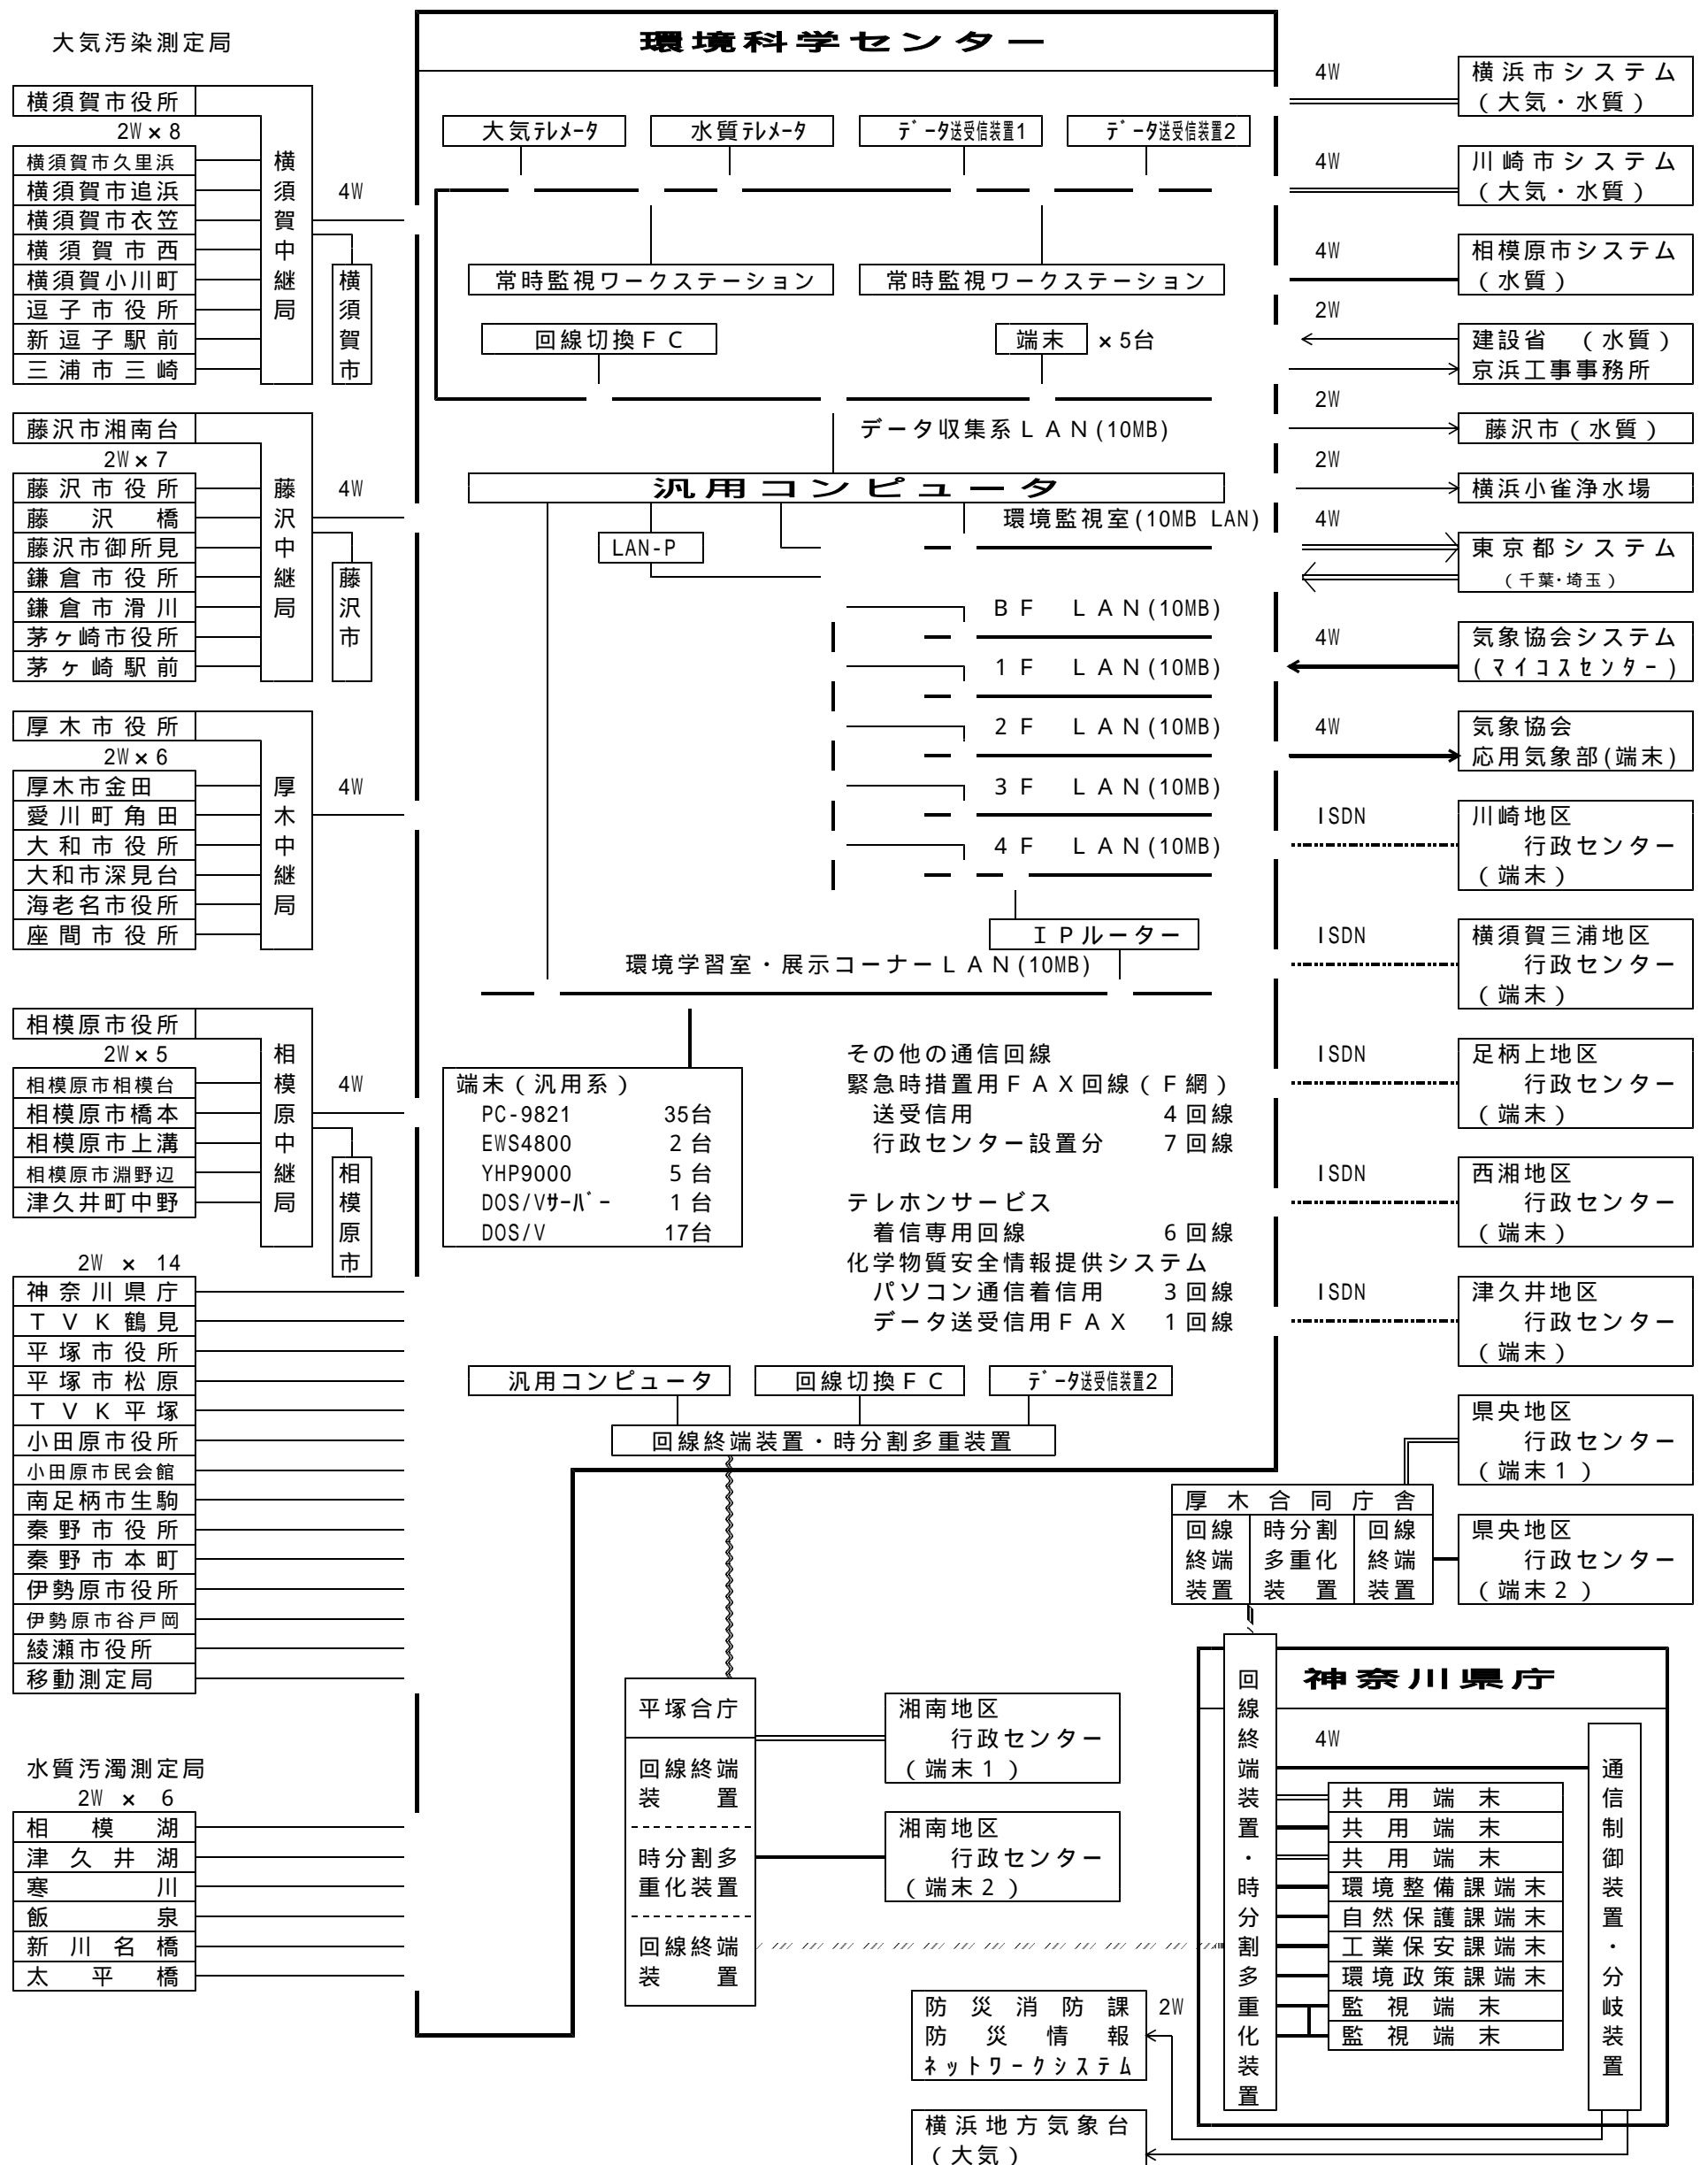 大気汚染測定局
横須賀市役所
2W×8
横須賀市久里浜
横須賀市追浜
横須賀市衣笠
横須賀市西
横須賀小川町
逗子市役所
新逗子駅前
三浦市三崎
横須賀中継局
4W
横須賀市
藤沢市湘南台
2W×7
藤沢市役所
藤沢橋
藤沢市御所見
鎌倉市役所
鎌倉市滑川
茅ヶ崎市役所
茅ヶ崎駅前
藤沢中継局
4W
藤沢市
厚木市役所
2W×6
厚木市金田
愛川町角田
大和市役所
大和市深見台
海老名市役所
座間市役所
厚木中継局
4W
相模原市役所
2W×5
相模原市相模台
相模原市橋本
相模原市上溝
相模原市淵野辺
津久井町中野
相模原中継局
4W
相模原市
2W × 14
神奈川県庁
TVK鶴見
平塚市役所
平塚市松原
TVK平塚
小田原市役所
小田原市民会館
南足柄市生駒
秦野市役所
秦野市本町
伊勢原市役所
伊勢原市谷戸岡
綾瀬市役所
移動測定局
水質汚濁測定局
2W × 6
相模湖
津久井湖
寒川
飯泉
新川名橋
太平橋
環境科学センター
大気テレメータ
水質テレメータ
データ送受信装置1
データ送受信装置2
常時監視ワークステーション
常時監視ワークステーション
回線切換FC
端末 ×5台
データ収集系LAN(10MB)
汎用コンピュータ
環境監視室(10MB LAN)
LAN-P
BF LAN(10MB)
1F LAN(10MB)
2F LAN(10MB)
3F LAN(10MB)
4F LAN(10MB)
IPルーター
環境学習室・展示コーナーLAN(10MB)
端末(汎用系)
PC-9821 35台
EWS4800 2台
YHP9000 5台
DOS/Vサーバー 1台
DOS/V 17台
その他の通信回線
緊急時措置用FAX回線(F網)
送受信用 4回線
行政センター設置分 7回線
テレホンサービス
着信専用回線 6回線
化学物質安全情報提供システム
パソコン通信着信用 3回線
データ送受信用FAX 1回線
汎用コンピュータ
回線切換FC
データ送受信装置2
回線終端装置・時分割多重装置
4W
横浜市システム
(大気・水質)
4W
川崎市システム
(大気・水質)
4W
相模原市システム
(水質)
2W
建設省 (水質)
京浜工事事務所
2W
藤沢市(水質)
2W
横浜小雀浄水場
4W
東京都システム
(千葉・埼玉)
4W
気象協会システム
(マイコスセンター)
4W
気象協会
応用気象部(端末)
ISDN
川崎地区
行政センター
(端末)
ISDN
横須賀三浦地区
行政センター
(端末)
ISDN
足柄上地区
行政センター
(端末)
ISDN
西湘地区
行政センター
(端末)
ISDN
津久井地区
行政センター
(端末)
県央地区
行政センター
(端末1)
厚木合同庁舎
回線終端装置
時分割多重化装置
回線終端装置
県央地区
行政センター
(端末2)
平塚合庁
回線終端
装置
時分割多
重化装置
回線終端
装置
湘南地区
行政センター
(端末1)
湘南地区
行政センター
(端末2)
神奈川県庁
回線終端装置・時分割多重化装置
4W
共用端末
共用端末
共用端末
環境整備課端末
自然保護課端末
工業保安課端末
環境政策課端末
監視端末
監視端末
通信制御装置・分岐装置
防災消防課
防災情報
ネットワークシステム
2W
横浜地方気象台
(大気)